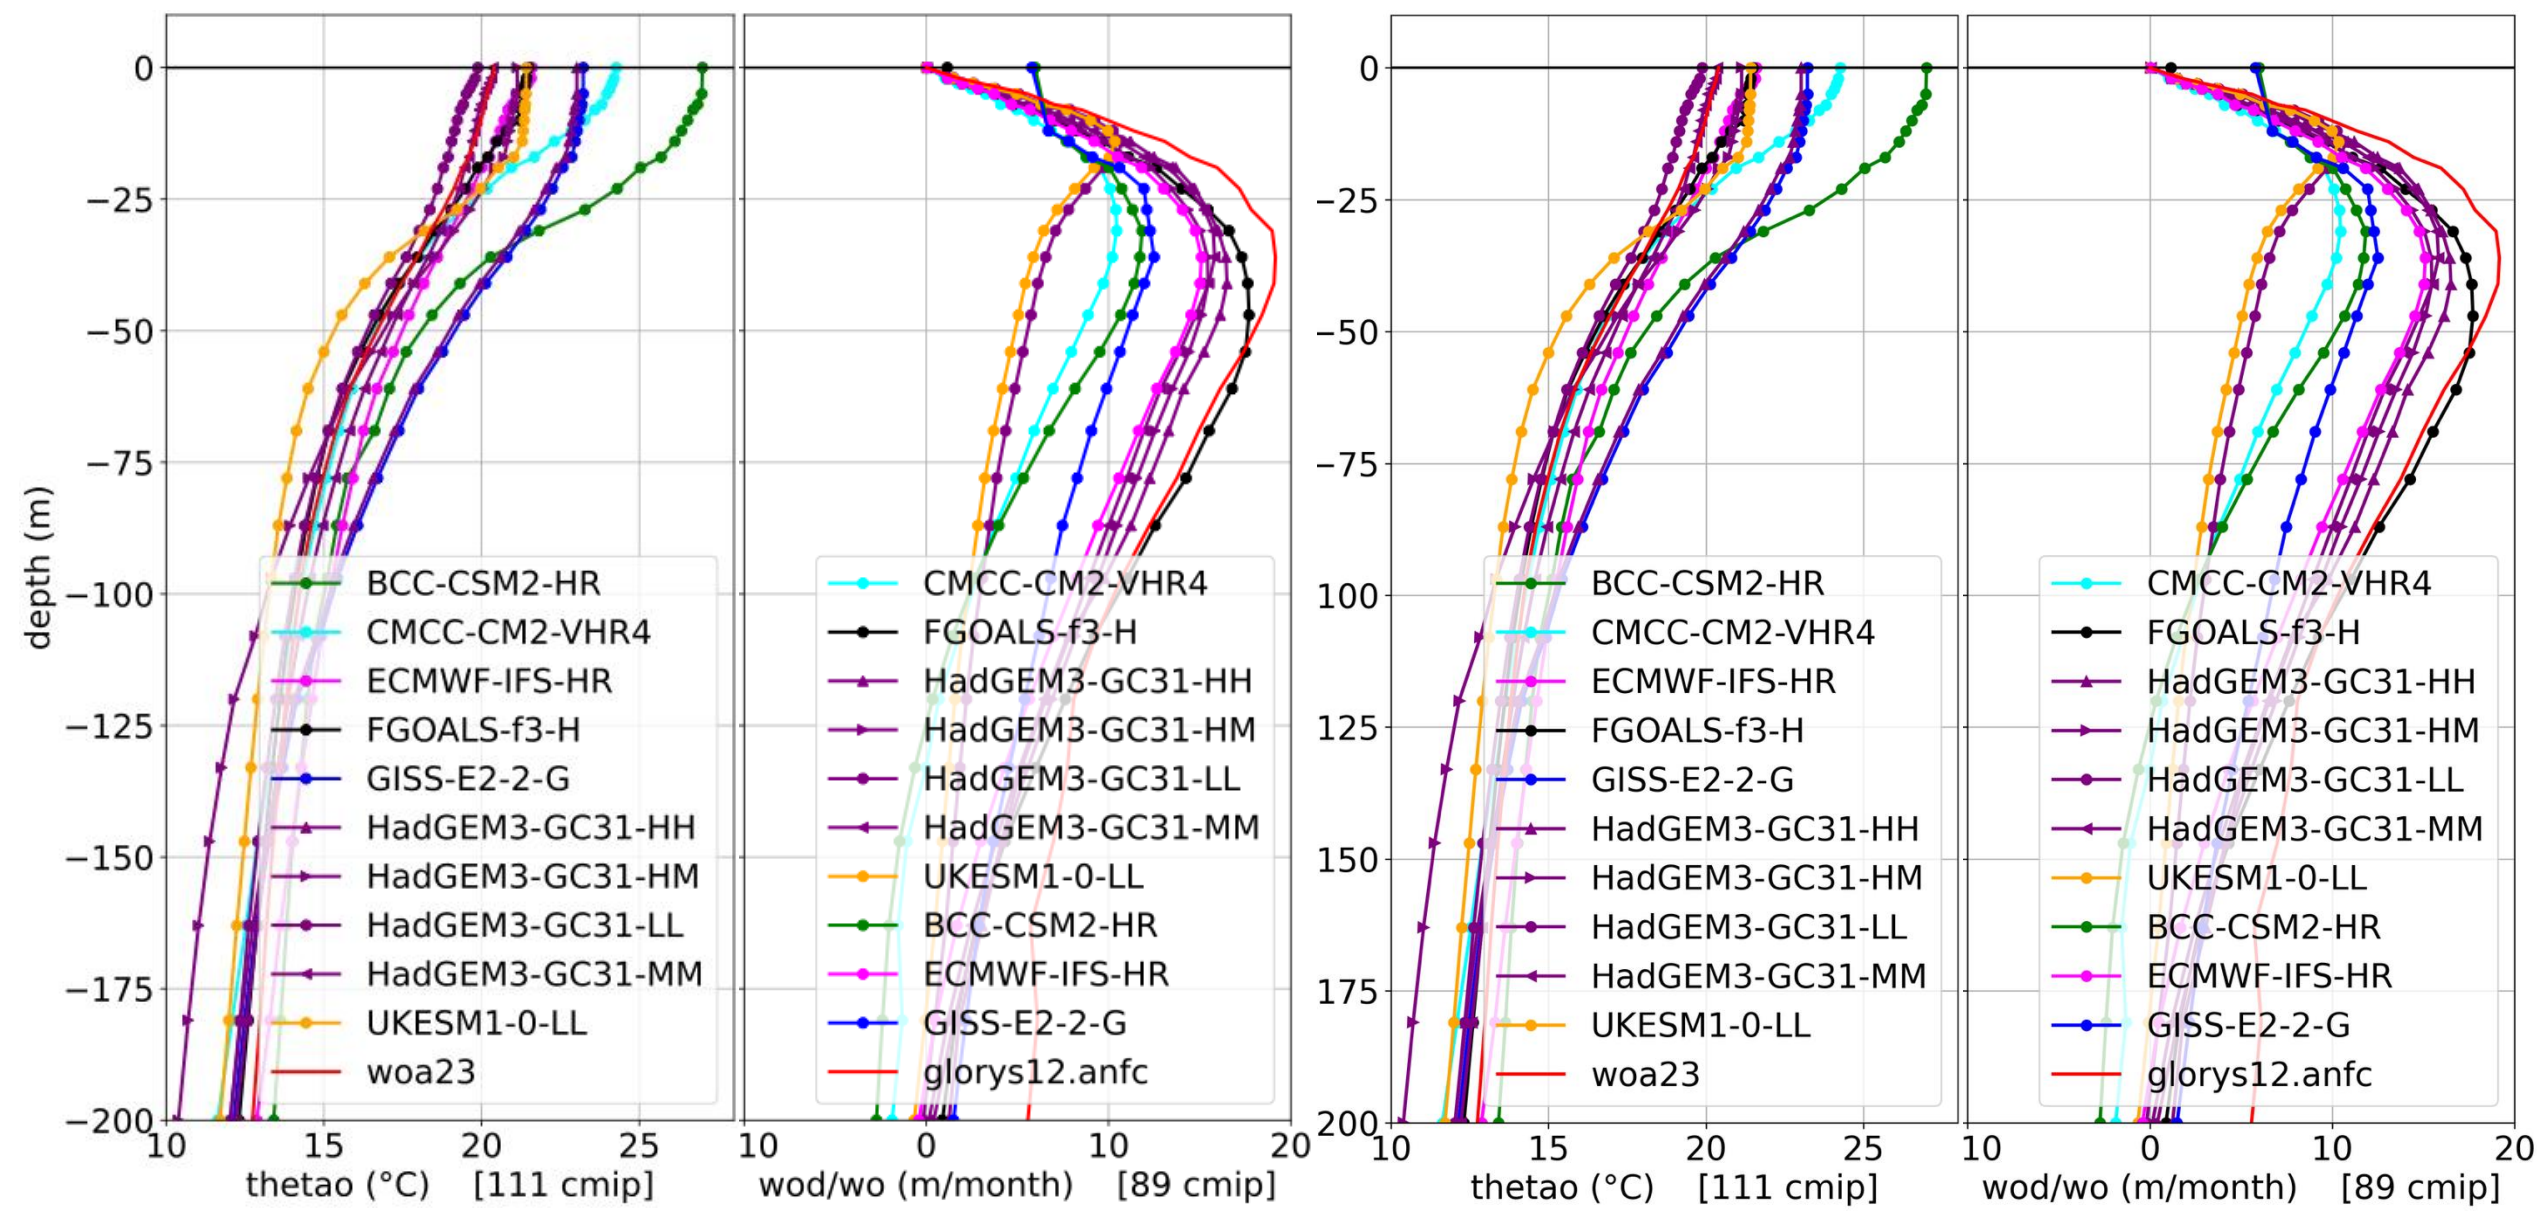 0
−25
−50
−75
−100
−125
−150
−175
−200
depth (m)
BCC-CSM2-HR
CMCC-CM2-VHR4
ECMWF-IFS-HR
FGOALS-f3-H
GISS-E2-2-G
HadGEM3-GC31-HH
HadGEM3-GC31-HM
HadGEM3-GC31-LL
HadGEM3-GC31-MM
UKESM1-0-LL
woa23
10 15 20 25
thetao (°C) [111 cmip]
CMCC-CM2-VHR4
FGOALS-f3-H
HadGEM3-GC31-HH
HadGEM3-GC31-HM
HadGEM3-GC31-LL
HadGEM3-GC31-MM
UKESM1-0-LL
BCC-CSM2-HR
ECMWF-IFS-HR
GISS-E2-2-G
glorys12.anfc
10 0 10 20
wod/wo (m/month) [89 cmip]
0
−25
−50
−75
100
125
150
175
200
BCC-CSM2-HR
CMCC-CM2-VHR4
ECMWF-IFS-HR
FGOALS-f3-H
GISS-E2-2-G
HadGEM3-GC31-HH
HadGEM3-GC31-HM
HadGEM3-GC31-LL
HadGEM3-GC31-MM
UKESM1-0-LL
woa23
10 15 20 25
thetao (°C) [111 cmip]
CMCC-CM2-VHR4
FGOALS-f3-H
HadGEM3-GC31-HH
HadGEM3-GC31-HM
HadGEM3-GC31-LL
HadGEM3-GC31-MM
UKESM1-0-LL
BCC-CSM2-HR
ECMWF-IFS-HR
GISS-E2-2-G
glorys12.anfc
10 0 10 20
wod/wo (m/month) [89 cmip]